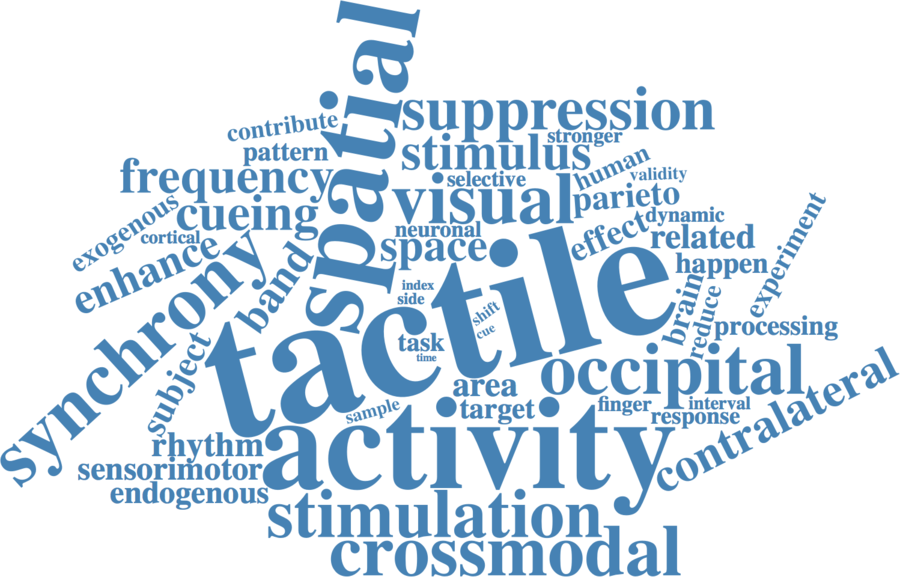 spatial
suppression
contribute
stronger
pattern
stimulus
human
frequency
selective
validity
visual
parieto
exogenous
cueing
dynamic
cortical
neuronal
effect
related
enhance
space
experiment
synchrony
band
happen
tactile
index
side
shift
cue
brain
reduce
processing
subject
task
time
occipital
area
contralateral
sample
target
finger
interval
response
activity
rhythm
sensorimotor
endogenous
stimulation
crossmodal